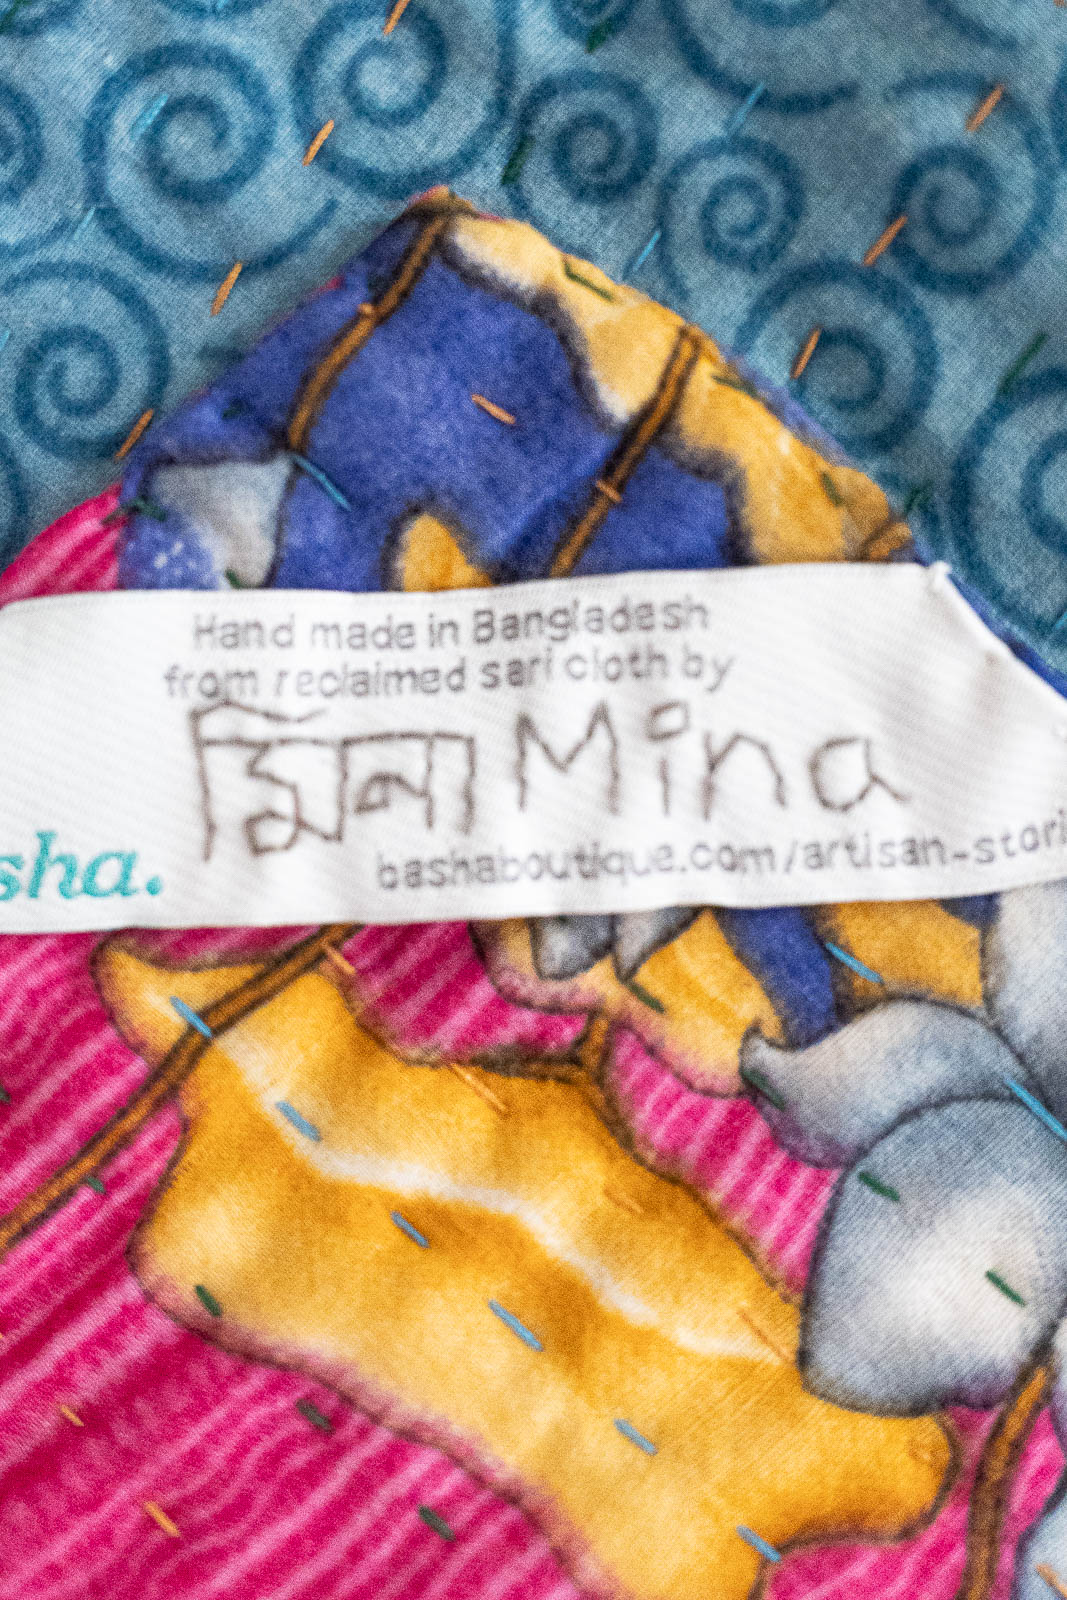 Hand made in Bangladesh
from reclaimed sari cloth by
মিনা Mina
sha.
bashaboutique.com/artisan-stori